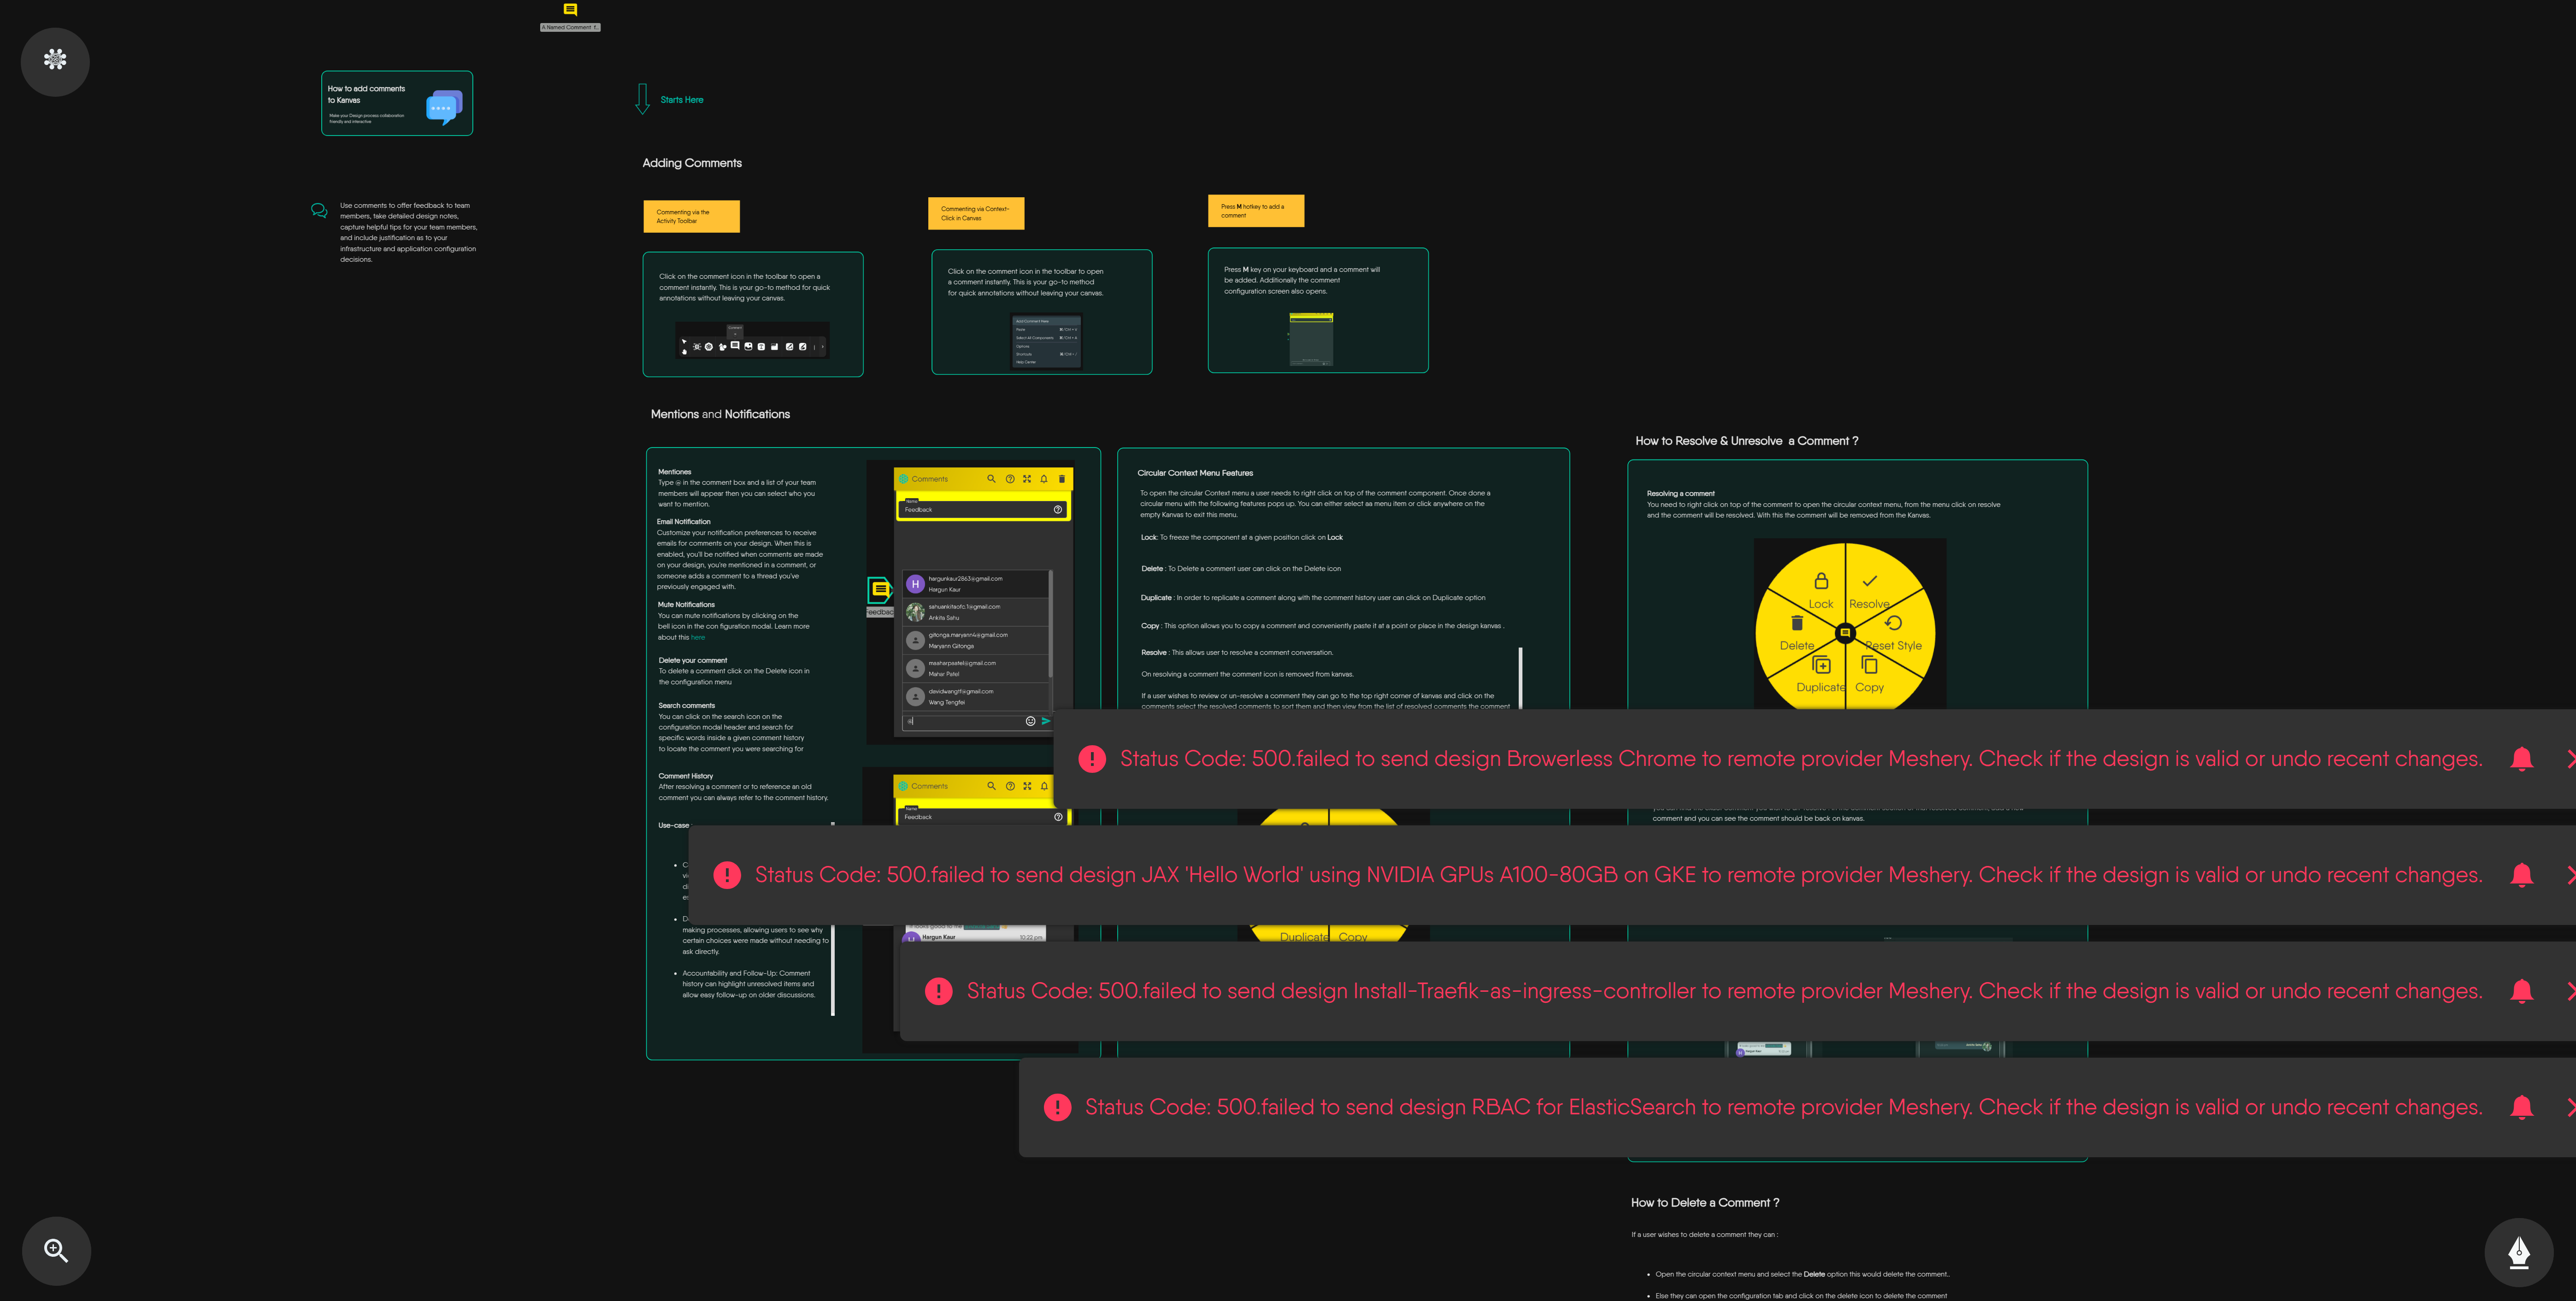 A Named Comment f..
How to add comments
to Kanvas
Make your Design process collaboration
friendly and interactive
Starts Here
Use comments to offer feedback to team
members, take detailed design notes,
capture helpful tips for your team members,
and include justification as to your
infrastructure and application configuration
decisions.
Adding Comments
Commenting via the
Activity Toolbar
Click on the comment icon in the toolbar to open a
comment instantly. This is your go-to method for quick
annotations without leaving your canvas.
Comment
Commenting via Context-
Click in Canvas
Click on the comment icon in the toolbar to open
a comment instantly. This is your go-to method
for quick annotations without leaving your canvas.
Add Comment Here
Paste
Select All Components
Options
Shortcuts
Help Center
Press M hotkey to add a
comment
Press M key on your keyboard and a comment will
be added. Additionally the comment
configuration screen also opens.
Mentions and Notifications
Mentiones
Type @ in the comment box and a list of your team
members will appear then you can select who you
want to mention.
Email Notification
Customize your notification preferences to receive
emails for comments on your design. When this is
enabled, you'll be notified when comments are made
on your design, you're mentioned in a comment, or
someone adds a comment to a thread you've
previously engaged with.
Mute Notifications
You can mute notifications by clicking on the
bell icon in the con figuration modal. Learn more
about this here
Delete your comment
To delete a comment click on the Delete icon in
the configuration menu
Search comments
You can click on the search icon on the
configuration modal header and search for
specific words inside a given comment history
to locate the comment you were searching for
Comment History
After resolving a comment or to reference an old
comment you can always refer to the comment history.
Use-case
making processes, allowing users to see why
certain choices were made without needing to
ask directly.
• Accountability and Follow-Up: Comment
history can highlight unresolved items and
allow easy follow-up on older discussions.
Comments
Name
Feedback
hargunkaur2863@gmail.com
Hargun Kaur
sahuankitaofc.1@gmail.com
Ankita Sahu
gitonga.maryann4@gmail.com
Maryann Gitonga
msaharpaatel@gmail.com
Mahar Patel
devidwangtf@gmail.com
Wang Tengfei
@
eedbac
Comments
Name
Feedback
Hargun Kaur 10:22 pm
Circular Context Menu Features
To open the circular Context menu a user needs to right click on top of the comment component. Once done a
circular menu with the following features pops up. You can either select aa menu item or click anywhere on the
empty Kanvas to exit this menu.
Lock: To freeze the component at a given position click on Lock
Delete : To Delete a comment user can click on the Delete icon
Duplicate : In order to replicate a comment along with the comment history user can click on Duplicate option
Copy : This option allows you to copy a comment and conveniently paste it at a point or place in the design kanvas .
Resolve : This allows user to resolve a comment conversation.
On resolving a comment the comment icon is removed from kanvas.
If a user wishes to review or un-resolve a comment they can go to the top right corner of kanvas and click on the
comments select the resolved comments to sort them and then view from the list of resolved comments the comment
Duplicate Copy
How to Resolve & Unresolve a Comment ?
Resolving a comment
You need to right click on top of the comment to open the circular context menu, from the menu click on resolve
and the comment will be resolved. With this the comment will be removed from the Kanvas.
Lock Resolve
Delete Reset Style
Duplicate Copy
comment and you can see the comment should be back on kanvas.
Status Code: 500.failed to send design Browerless Chrome to remote provider Meshery. Check if the design is valid or undo recent changes.
Status Code: 500.failed to send design JAX 'Hello World' using NVIDIA GPUs A100-80GB on GKE to remote provider Meshery. Check if the design is valid or undo recent changes.
Status Code: 500.failed to send design Install-Traefik-as-ingress-controller to remote provider Meshery. Check if the design is valid or undo recent changes.
Status Code: 500.failed to send design RBAC for ElasticSearch to remote provider Meshery. Check if the design is valid or undo recent changes.
How to Delete a Comment ?
If a user wishes to delete a comment they can :
• Open the circular context menu and select the Delete option this would delete the comment..
• Else they can open the configuration tab and click on the delete icon to delete the comment